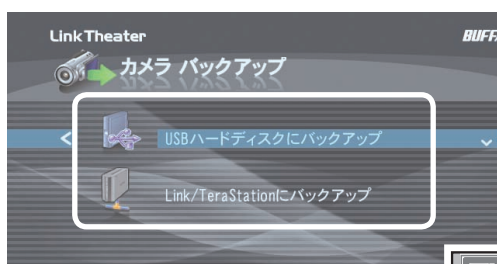 LinkTheater
カメラ バックアップ
USBハードディスクにバックアップ
Link/TeraStationにバックアップ